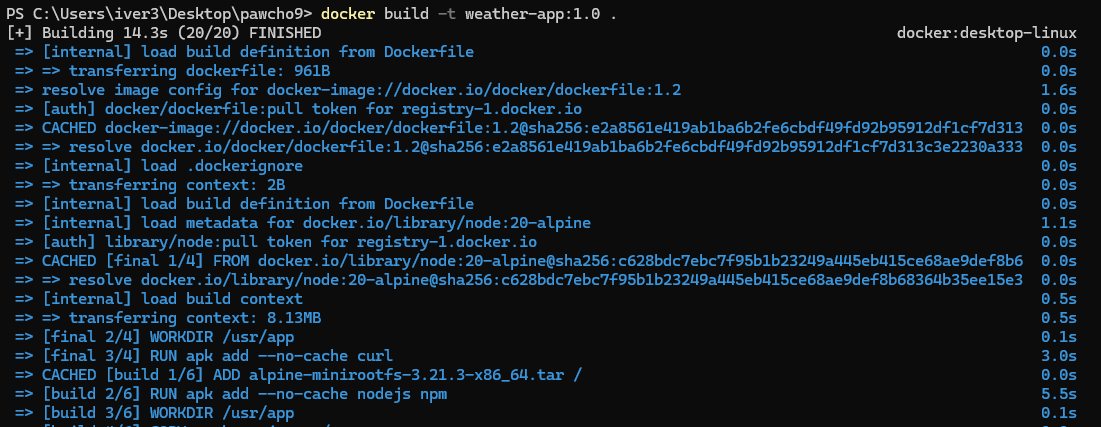 PS C:\Users\iver3\Desktop\pawcho9> docker build -t weather-app:1.0 .
[+] Building 14.3s (20/20) FINISHED docker:desktop-linux
=> [internal] load build definition from Dockerfile 0.0s
=> => transferring dockerfile: 961B 0.0s
=> resolve image config for docker-image://docker.io/docker/dockerfile:1.2 1.6s
=> [auth] docker/dockerfile:pull token for registry-1.docker.io 0.0s
=> CACHED docker-image://docker.io/docker/dockerfile:1.2@sha256:e2a8561e419ab1ba6b2fe6cbdf49fd92b95912df1cf7d313 0.0s
=> => resolve docker.io/docker/dockerfile:1.2@sha256:e2a8561e419ab1ba6b2fe6cbdf49fd92b95912df1cf7d313c3e2230a333 0.0s
=> [internal] load .dockerignore 0.0s
=> => transferring context: 2B 0.0s
=> [internal] load build definition from Dockerfile 0.0s
=> [internal] load metadata for docker.io/library/node:20-alpine 1.1s
=> [auth] library/node:pull token for registry-1.docker.io 0.0s
=> CACHED [final 1/4] FROM docker.io/library/node:20-alpine@sha256:c628bdc7ebc7f95b1b23249a445eb415ce68ae9def8b6 0.0s
=> => resolve docker.io/library/node:20-alpine@sha256:c628bdc7ebc7f95b1b23249a445eb415ce68ae9def8b68364b35ee15e3 0.0s
=> [internal] load build context 0.5s
=> => transferring context: 8.13MB 0.5s
=> [final 2/4] WORKDIR /usr/app 0.1s
=> [final 3/4] RUN apk add --no-cache curl 3.0s
=> CACHED [build 1/6] ADD alpine-minirootfs-3.21.3-x86_64.tar / 0.0s
=> [build 2/6] RUN apk add --no-cache nodejs npm 5.5s
=> [build 3/6] WORKDIR /usr/app 0.1s